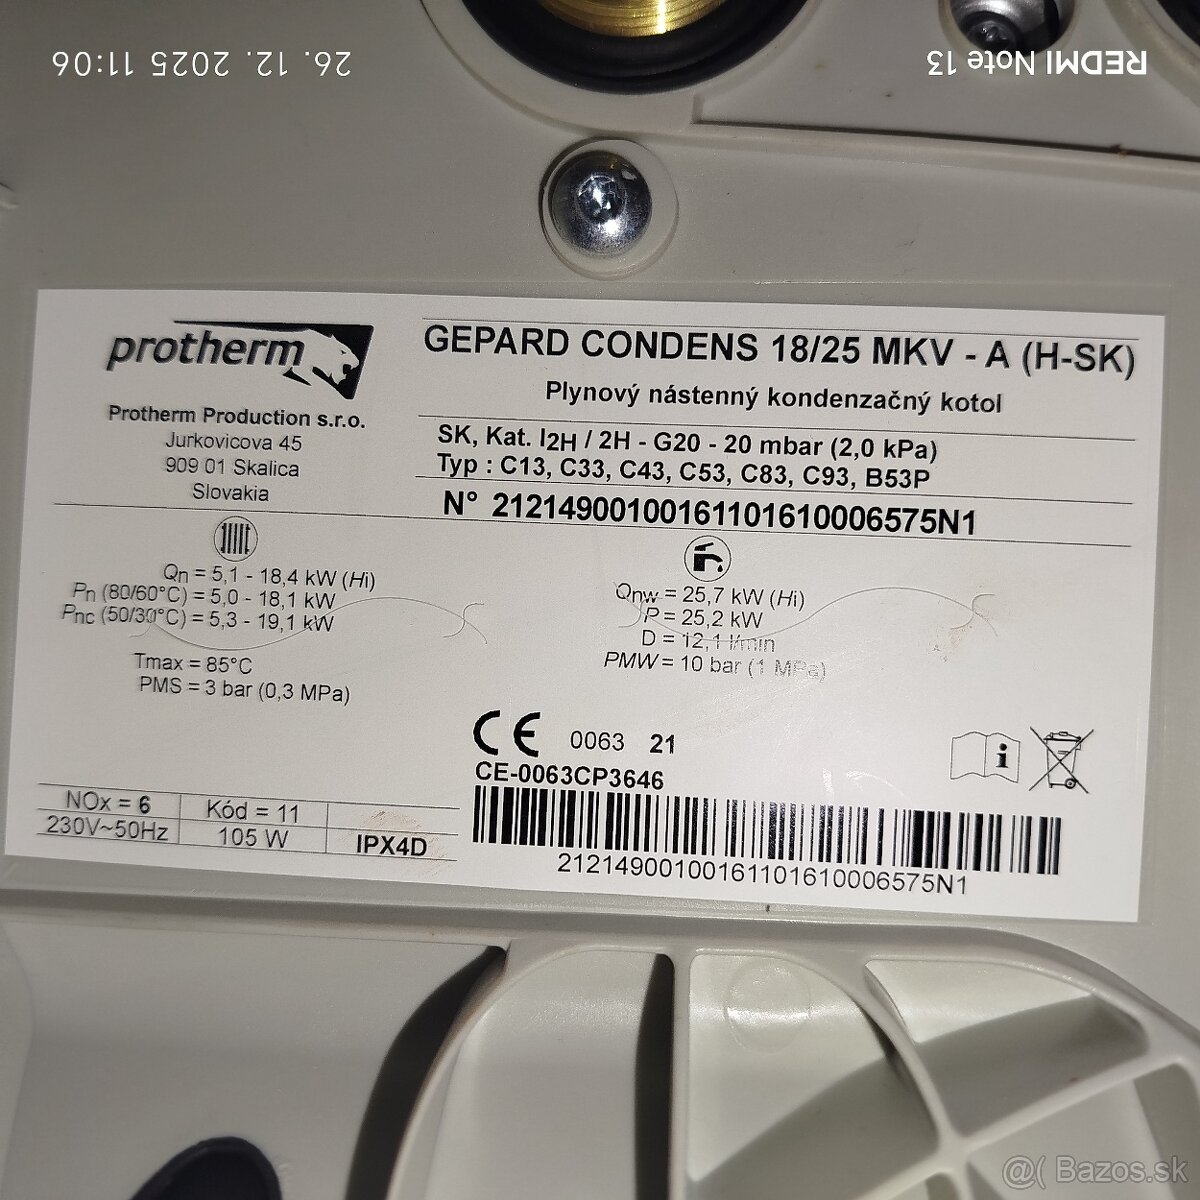 26. 12. 2025 11:06
REDMI Note 13
protherm
Protherm Production s.r.o.
Jurkovicova 45
909 01 Skalica
Slovakia
GEPARD CONDENS 18/25 MKV - A (H-SK)
Plynový nástenný kondenzačný kotol
SK, Kat. I2H / 2H - G20 - 20 mbar (2,0 kPa)
Typ : C13, C33, C43, C53, C83, C93, B53P
N° 21214900100161101610006575N1
Qn = 5,1 - 18,4 kW (Hi)
Pn (80/60°C) = 5,0 - 18,1 kW
Pnc (50/30°C) = 5,3 - 19,1 kW
Tmax = 85°C
PMS = 3 bar (0,3 MPa)
Qnw = 25,7 kW (Hi)
P = 25,2 kW
D = 12,1 l/min
PMW = 10 bar (1 MPa)
CE 0063 21
CE-0063CP3646
i
NOx = 6
Kód = 11
230V~50Hz
105 W
IPX4D
21214900100161101610006575N1
@( Bazos.sk